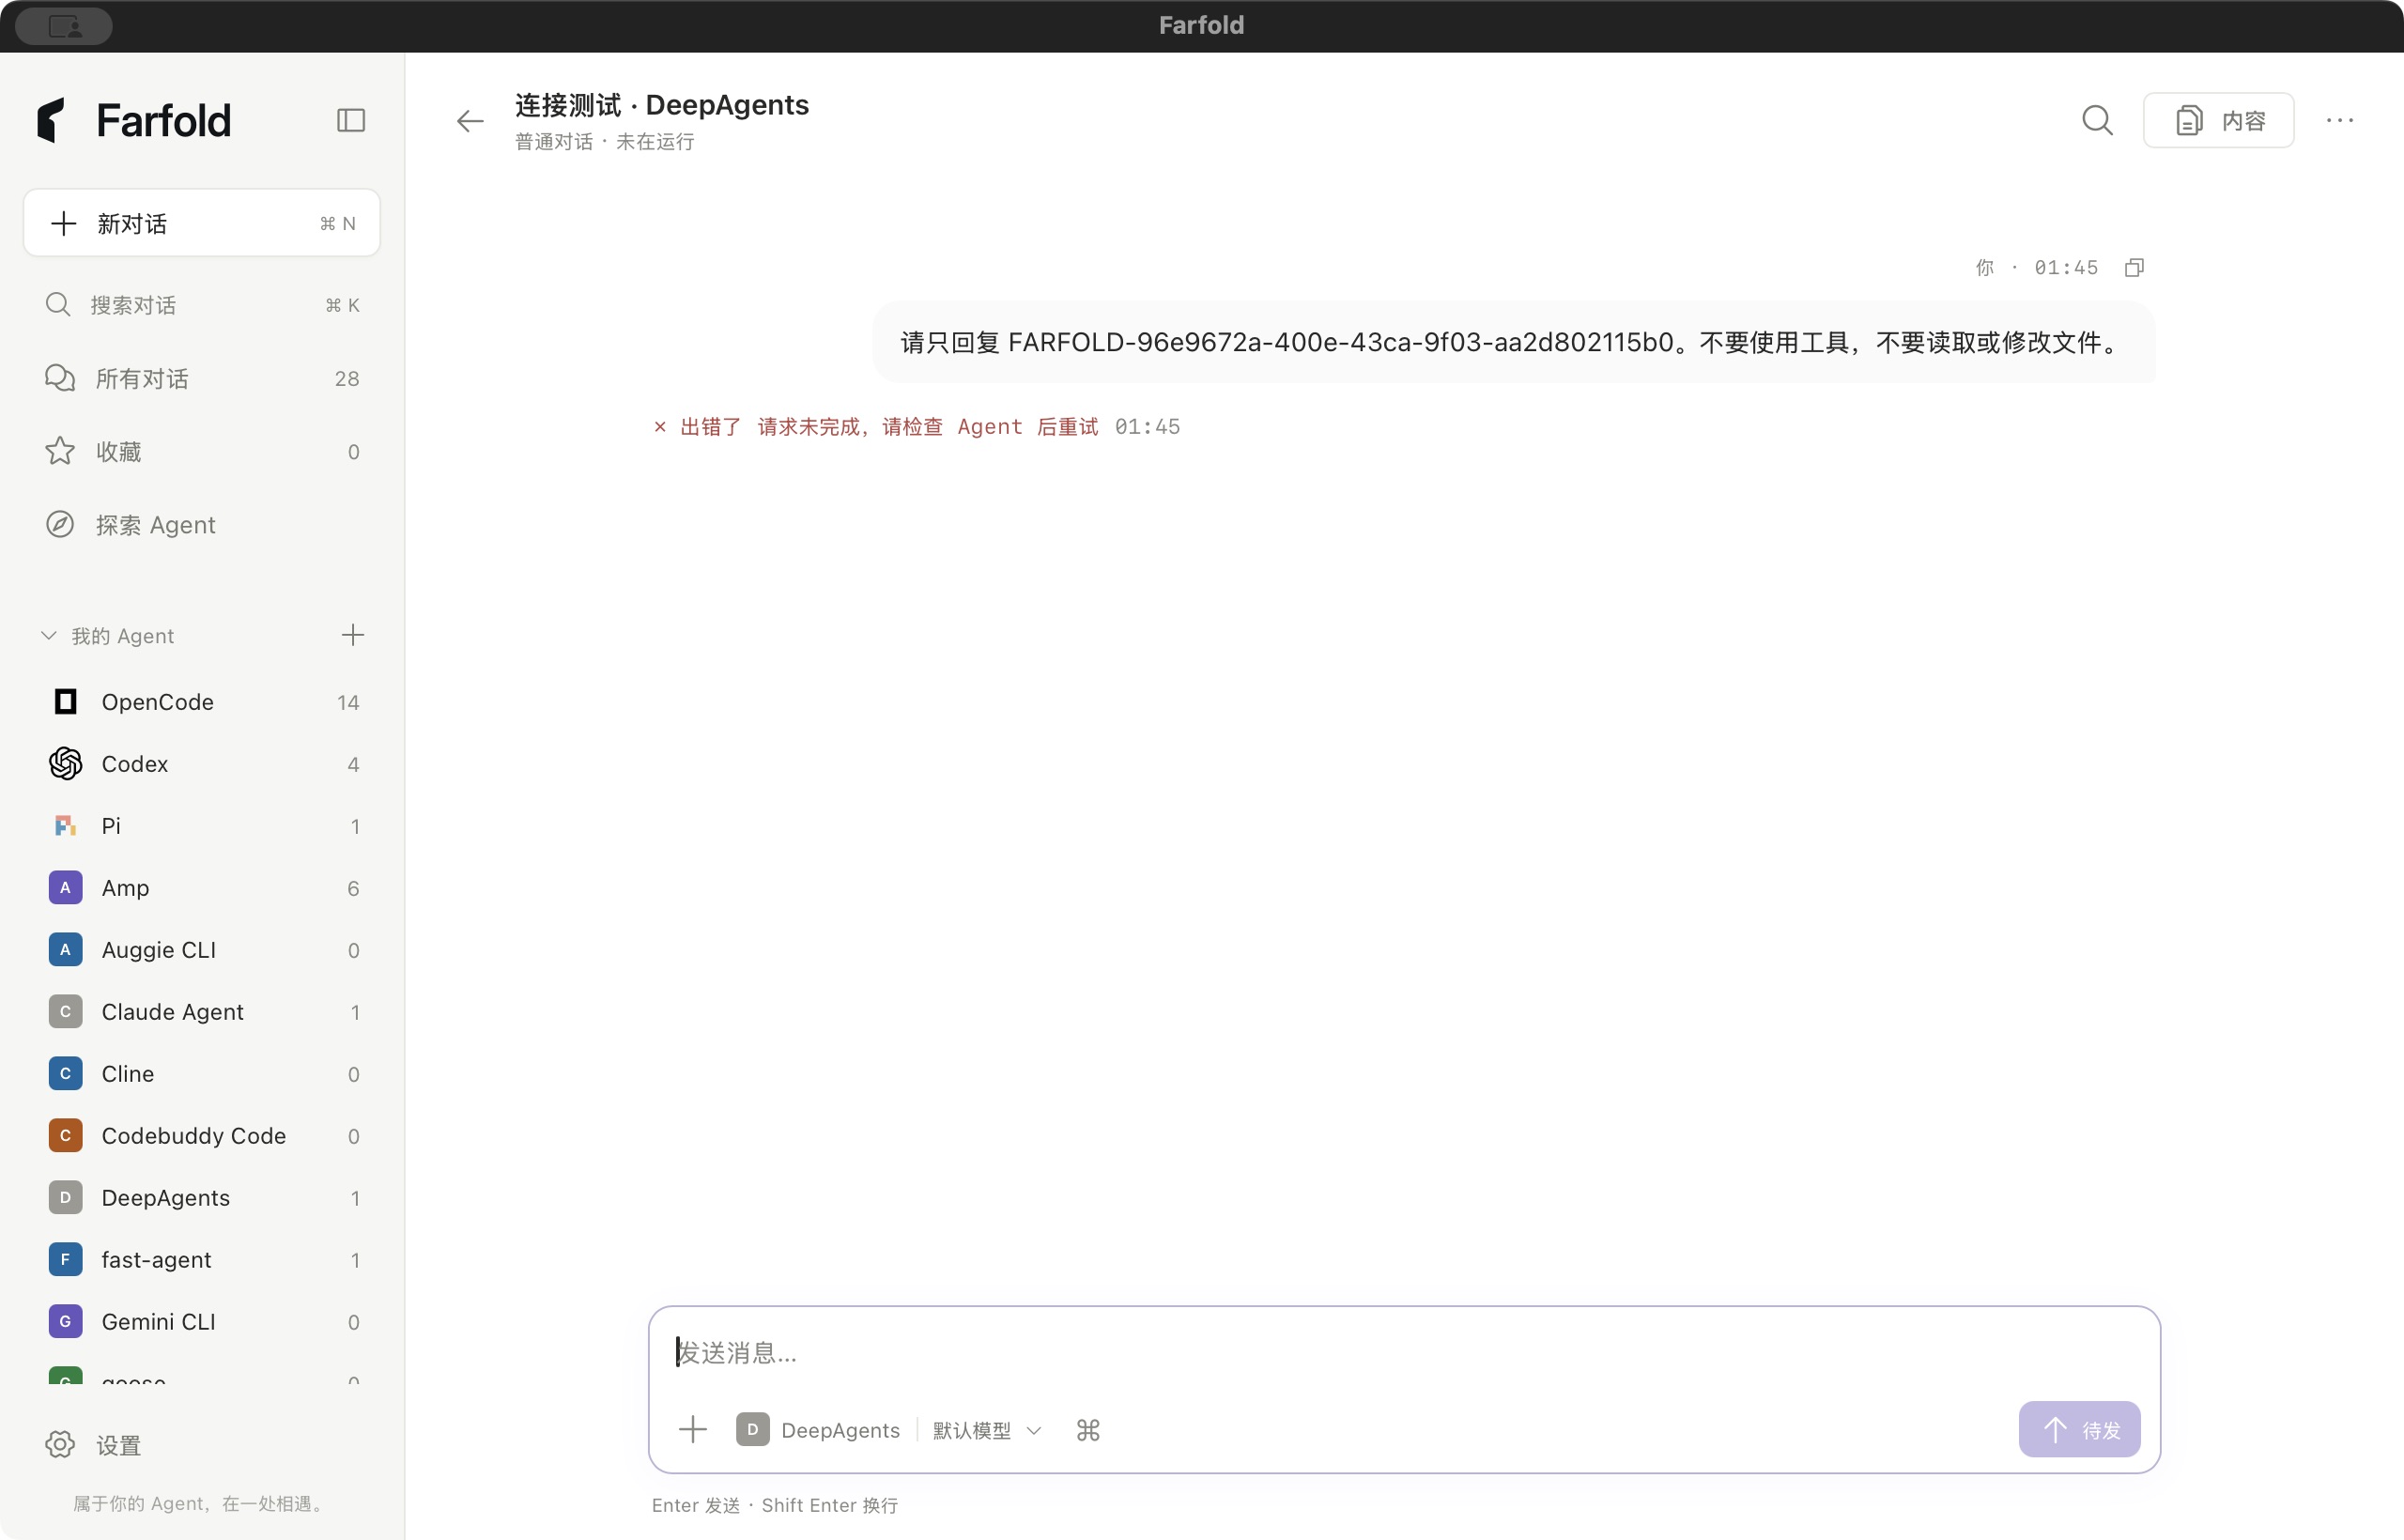 Farfold
Farfold
新对话 ⌘ N
搜索对话 ⌘ K
所有对话 28
收藏 0
探索 Agent
我的 Agent
OpenCode 14
Codex 4
Pi 1
A Amp 6
A Auggie CLI 0
C Claude Agent 1
C Cline 0
C Codebuddy Code 0
D DeepAgents 1
F fast-agent 1
G Gemini CLI 0
设置
属于你的 Agent，在一处相遇。
连接测试 · DeepAgents
普通对话 · 未在运行
内容
你 · 01:45
请只回复 FARFOLD-96e9672a-400e-43ca-9f03-aa2d802115b0。不要使用工具，不要读取或修改文件。
× 出错了 请求未完成，请检查 Agent 后重试 01:45
发送消息...
D DeepAgents 默认模型 ⌘ 待发
Enter 发送 · Shift Enter 换行